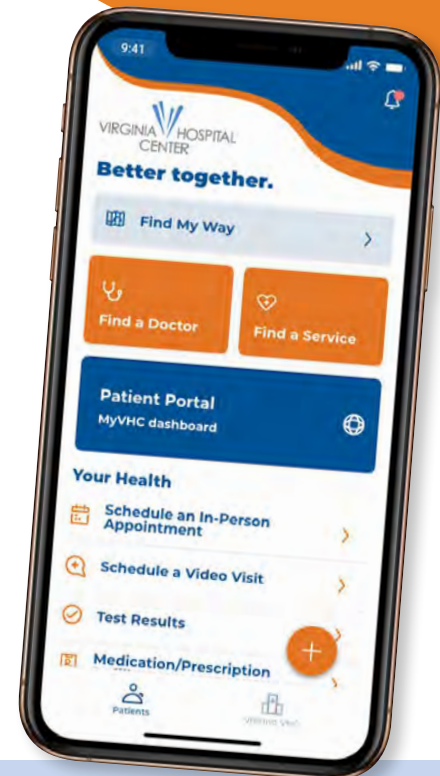 9:41
VIRGINIA HOSPITAL
CENTER
Better together.
Find My Way
Find a Doctor
Find a Service
Patient Portal
MyVHC dashboard
Your Health
Schedule an In-Person
Appointment
Schedule a Video Visit
Test Results
Medication/Prescription
Patients